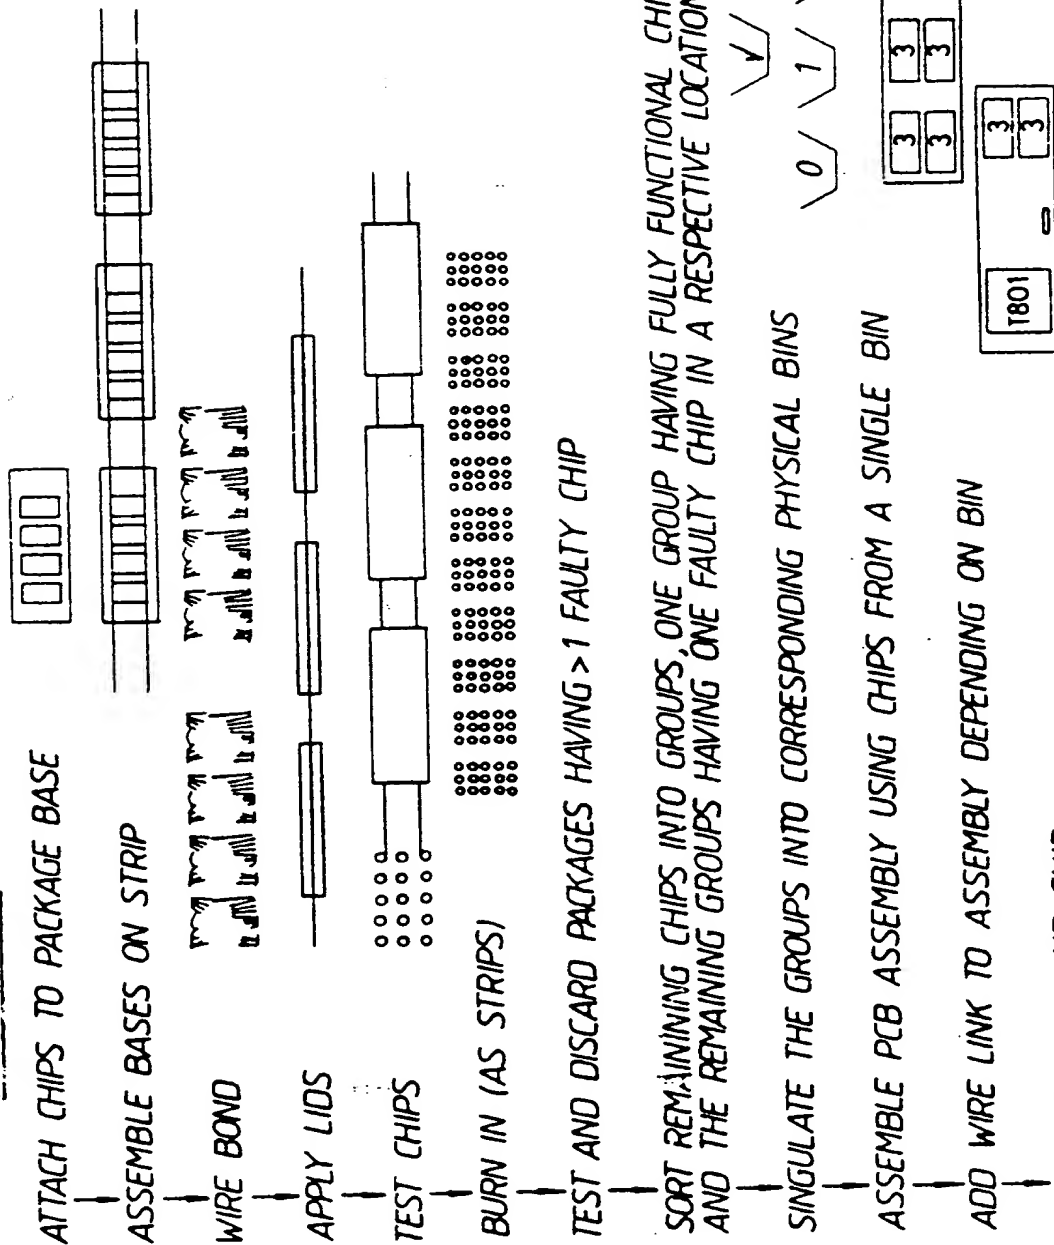 ATTACH CHIPS TO PACKAGE BASE
ASSEMBLE BASES ON STRIP
WIRE BOND
APPLY LIDS
TEST CHIPS
BURN IN (AS STRIPS)
TEST AND DISCARD PACKAGES HAVING > 1 FAULTY CHIP
SORT REMAINING CHIPS INTO GROUPS, ONE GROUP HAVING FULLY FUNCTIONAL
AND THE REMAINING GROUPS HAVING ONE FAULTY CHIP IN A RESPECTIVE LOCATION
0 1
SINGULATE THE GROUPS INTO CORRESPONDING PHYSICAL BINS
ASSEMBLE PCB ASSEMBLY USING CHIPS FROM A SINGLE BIN
3 3
3 3
ADD WIRE LINK TO ASSEMBLY DEPENDING ON BIN
T801
3
3